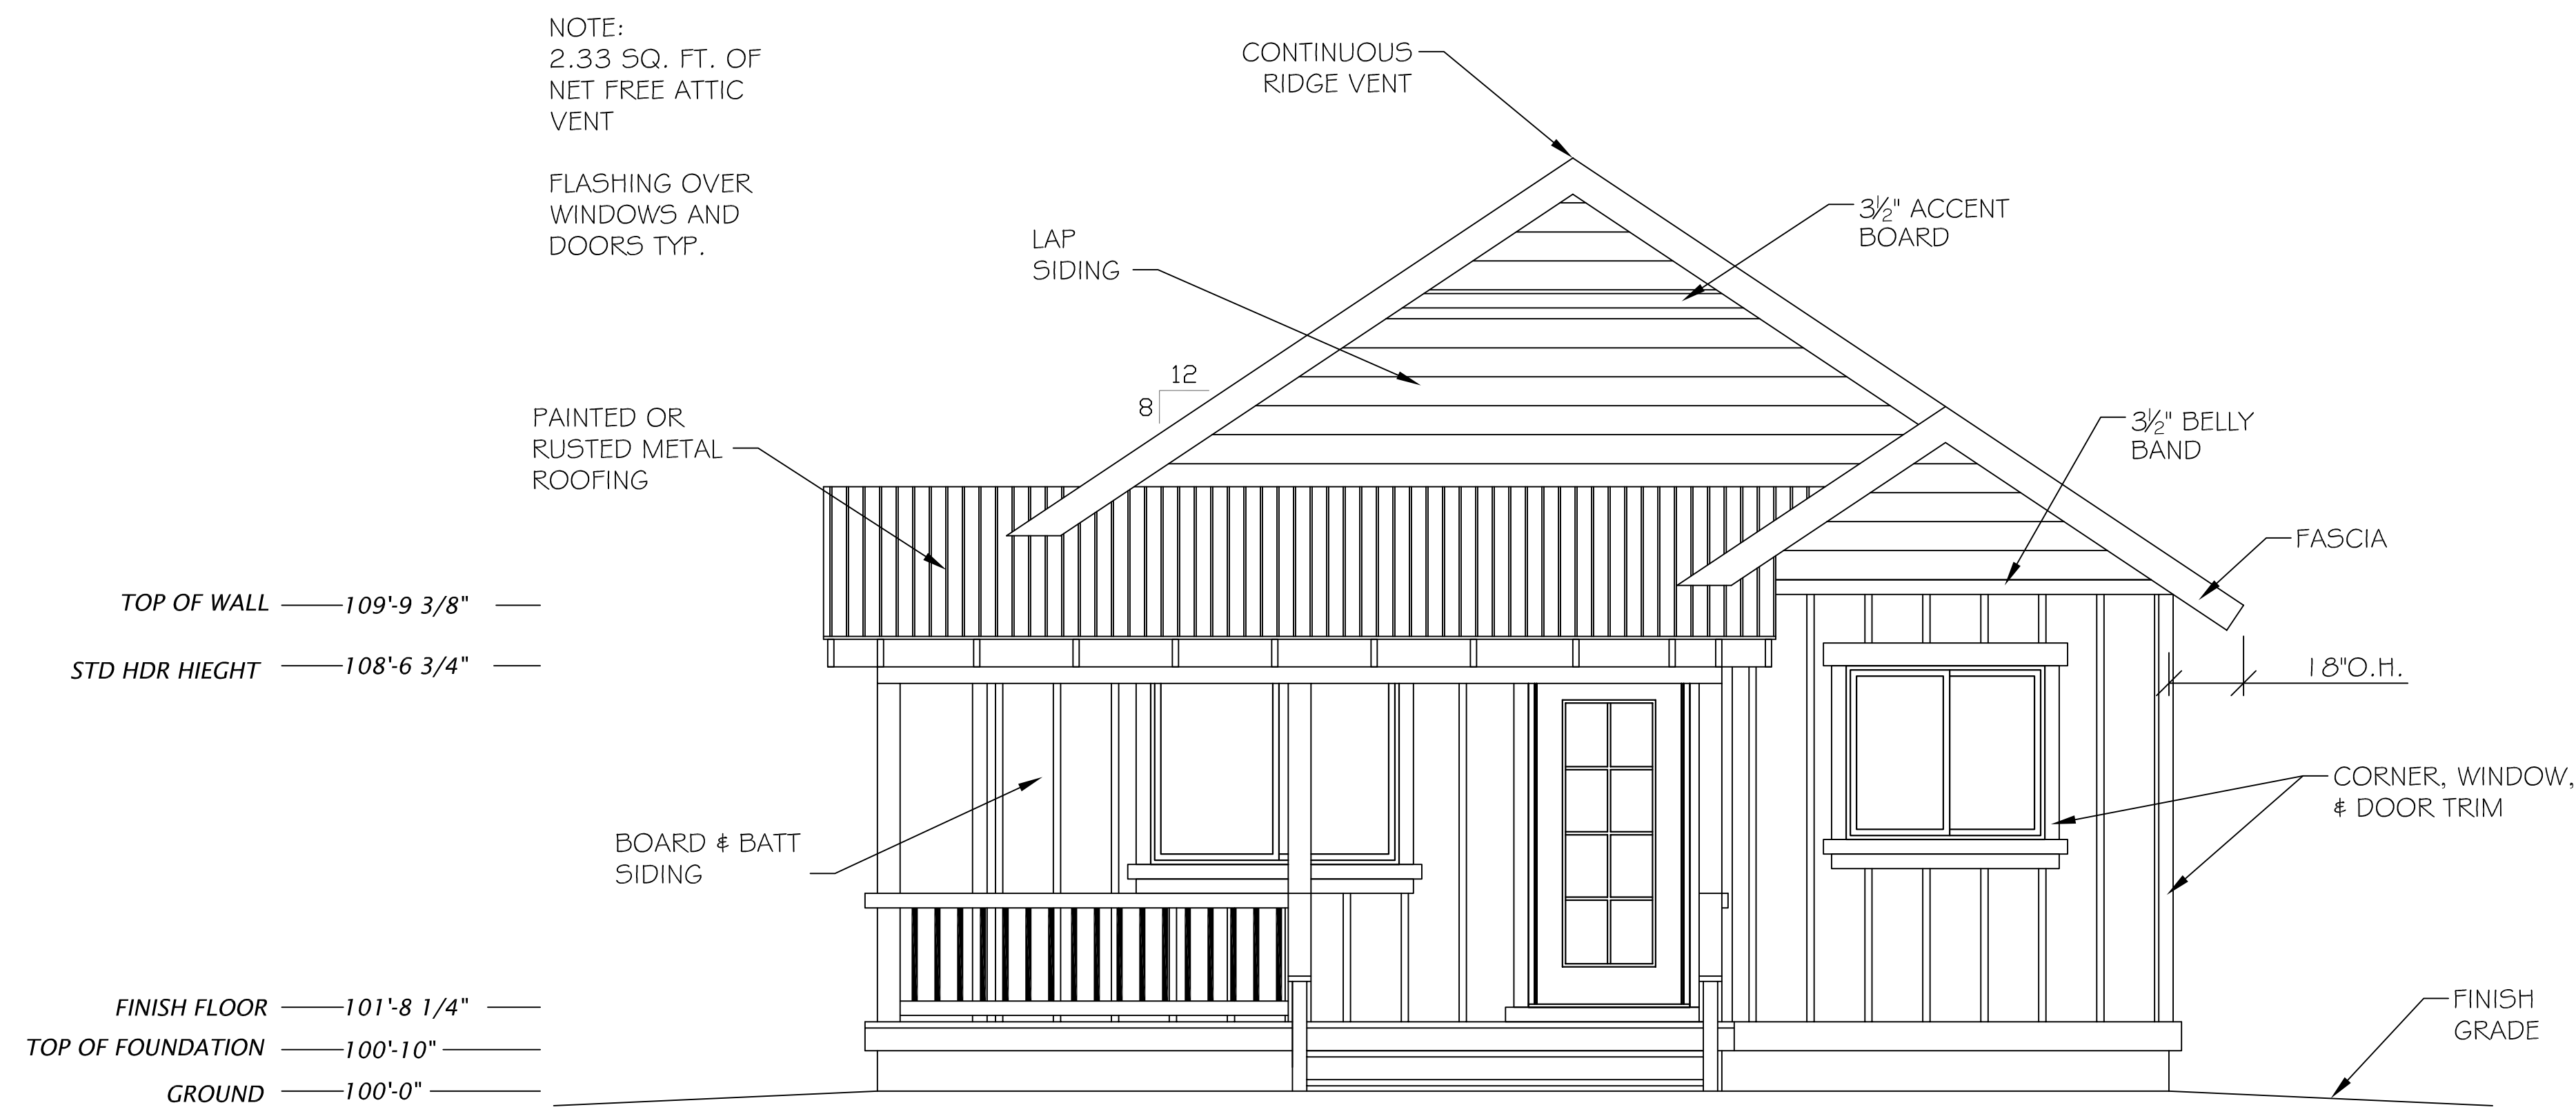 NOTE:
2.33 SQ. FT. OF
NET FREE ATTIC
VENT
FLASHING OVER
WINDOWS AND
DOORS TYP.
CONTINUOUS
RIDGE VENT
3½" ACCENT
BOARD
LAP
SIDING
12
8
PAINTED OR
RUSTED METAL
ROOFING
3½" BELLY
BAND
FASCIA
TOP OF WALL 109'-9 3/8"
STD HDR HIEGHT 108'-6 3/4"
18"O.H.
CORNER, WINDOW,
& DOOR TRIM
BOARD & BATT
SIDING
FINISH FLOOR 101'-8 1/4"
TOP OF FOUNDATION 100'-10"
GROUND 100'-0"
FINISH
GRADE